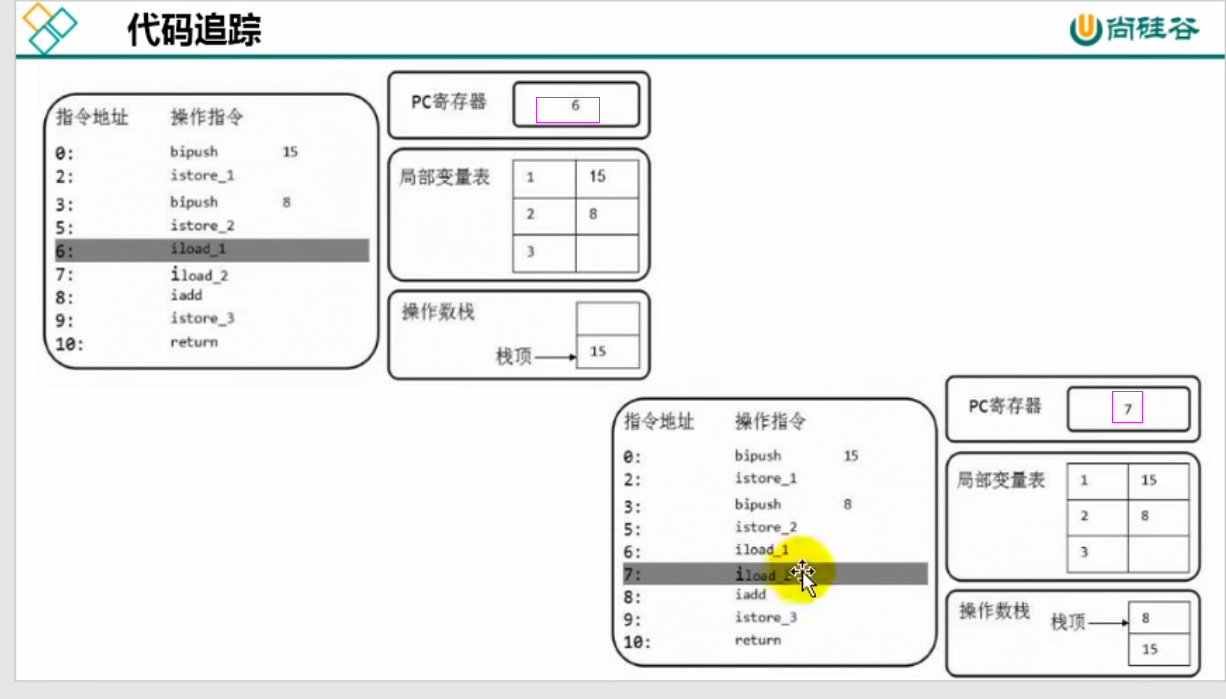 代码追踪
尚硅谷
指令地址 操作指令
0: bipush 15
2: istore_1
3: bipush 8
5: istore_2
6: iload_1
7: iload_2
8: iadd
9: istore_3
10: return
PC寄存器 6
局部变量表 1 15
2 8
3
操作数栈
栈顶 15
指令地址 操作指令
0: bipush 15
2: istore_1
3: bipush 8
5: istore_2
6: iload_1
7: iload_2
8: iadd
9: istore_3
10: return
PC寄存器 7
局部变量表 1 15
2 8
3
操作数栈 栈顶 8
15